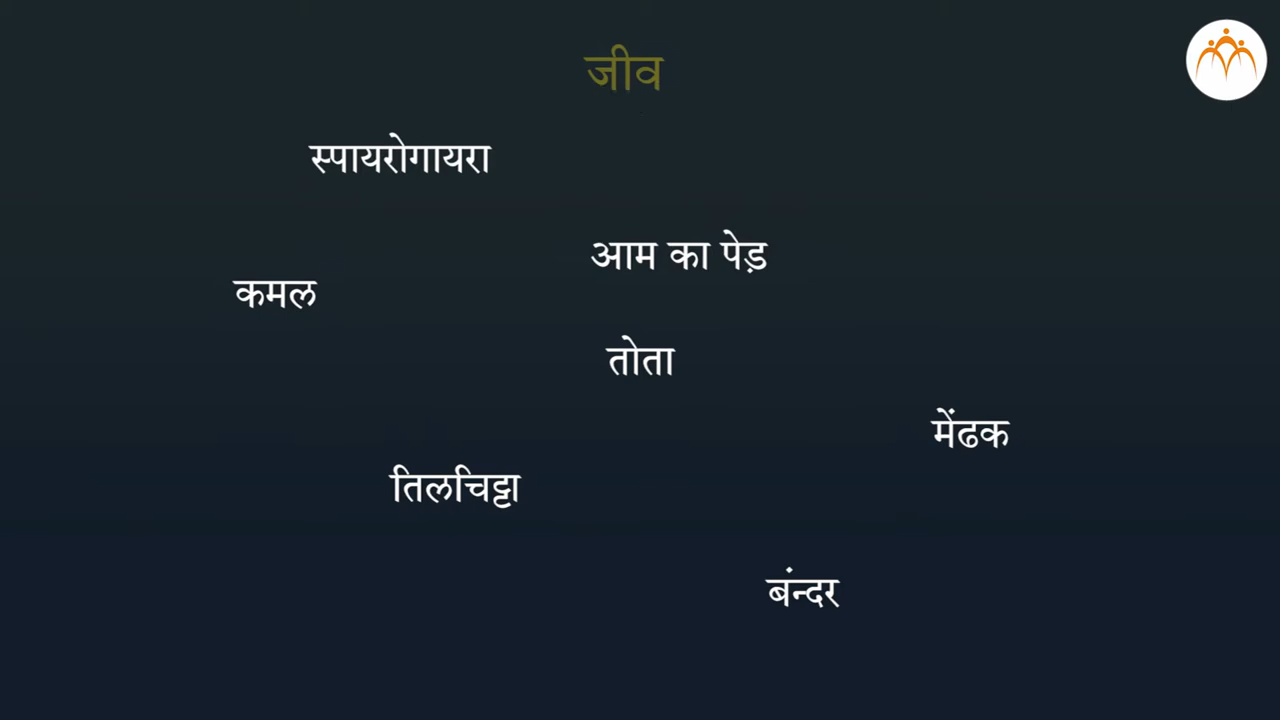 जीव
स्पायरोगायरा
आम का पेड़
कमल
तोता
मेंढक
तिलचिट्टा
बंन्दर